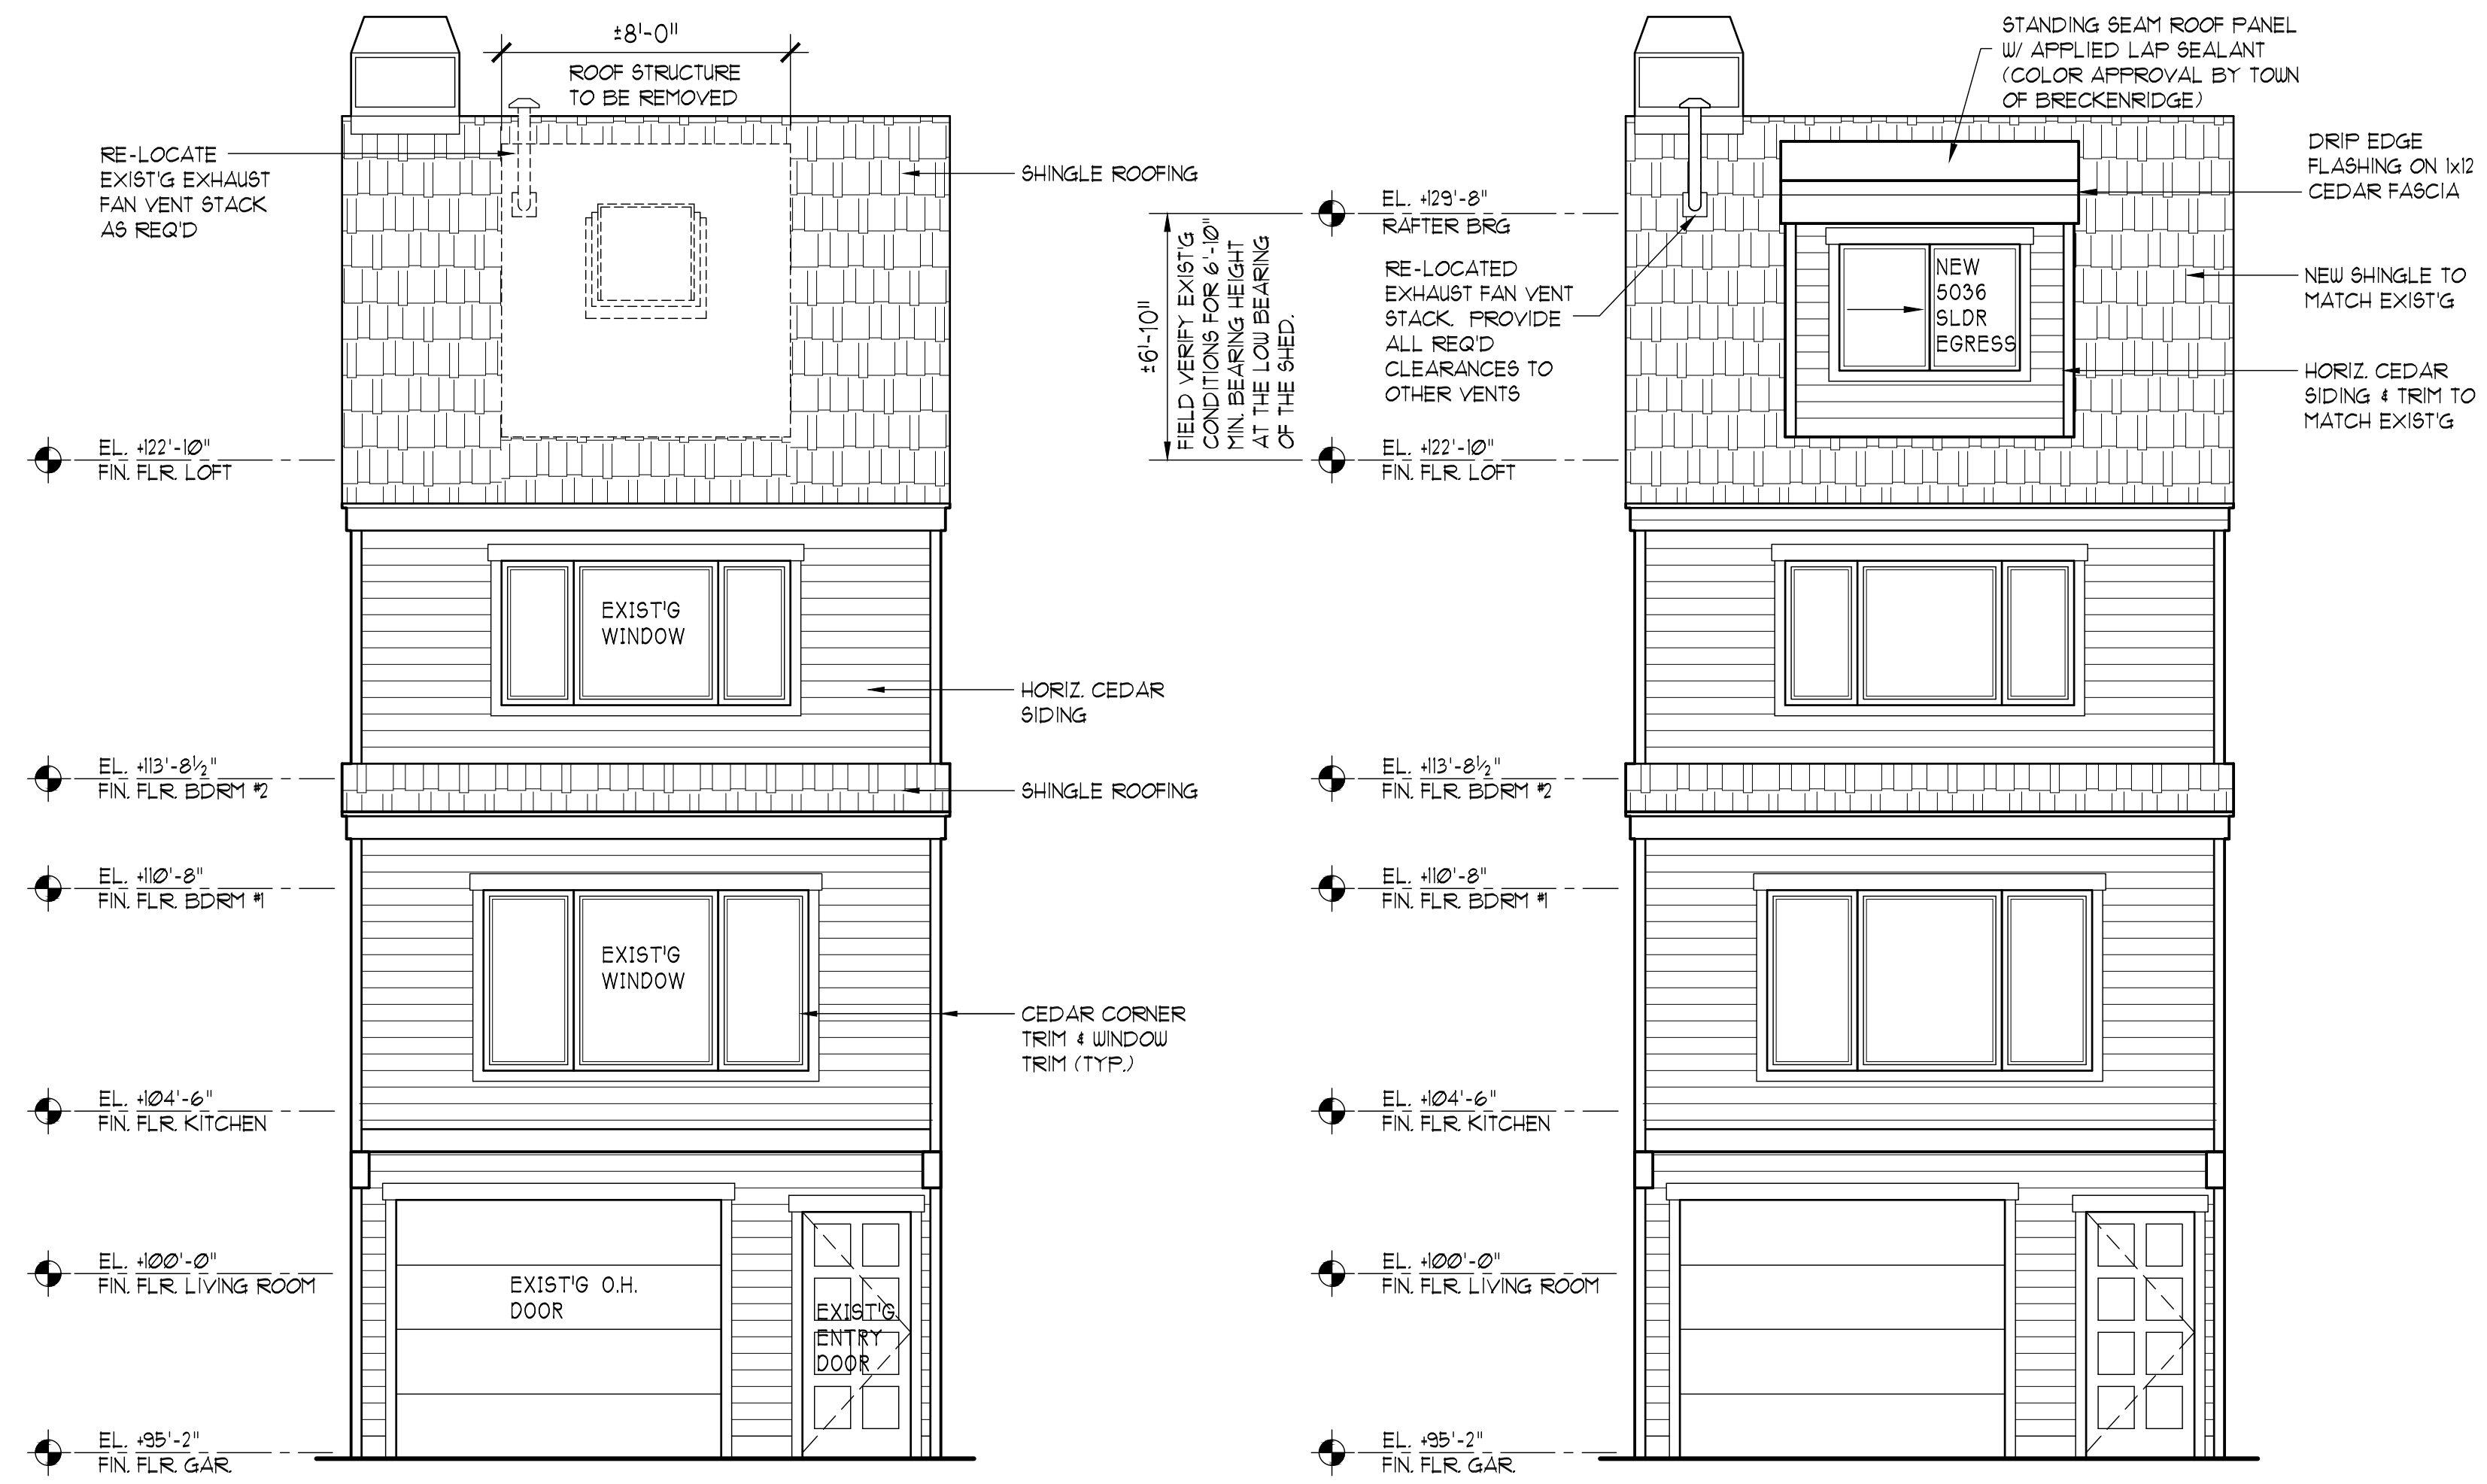 ±8'-0"
ROOF STRUCTURE
TO BE REMOVED
RE-LOCATE
EXIST'G EXHAUST
FAN VENT STACK
AS REQ'D
SHINGLE ROOFING
EL. +122'-10"
FIN. FLR. LOFT
EXIST'G
WINDOW
HORIZ. CEDAR
SIDING
EL. +113'-8½"
FIN. FLR. BDRM #2
SHINGLE ROOFING
EL. +110'-8"
FIN. FLR. BDRM #1
EXIST'G
WINDOW
CEDAR CORNER
TRIM & WINDOW
TRIM (TYP.)
EL. +104'-6"
FIN. FLR. KITCHEN
EL. +100'-0"
FIN. FLR. LIVING ROOM
EXIST'G O.H.
DOOR
EXIST'G
ENTRY
DOOR
EL. +95'-2"
FIN. FLR. GAR.
STANDING SEAM ROOF PANEL
W/ APPLIED LAP SEALANT
(COLOR APPROVAL BY TOWN
OF BRECKENRIDGE)
DRIP EDGE
FLASHING ON 1x12
CEDAR FASCIA
EL. +129'-8"
RAFTER BRG
±6'-10"
FIELD VERIFY EXIST'G
CONDITIONS FOR 6'-10"
MIN. BEARING HEIGHT
AT THE LOW BEARING
OF THE SHED.
RE-LOCATED
EXHAUST FAN VENT
STACK. PROVIDE
ALL REQ'D
CLEARANCES TO
OTHER VENTS
NEW
5036
SLDR
EGRESS
NEW SHINGLE TO
MATCH EXIST'G
HORIZ. CEDAR
SIDING & TRIM TO
MATCH EXIST'G
EL. +122'-10"
FIN. FLR. LOFT
EL. +113'-8½"
FIN. FLR. BDRM #2
EL. +110'-8"
FIN. FLR. BDRM #1
EL. +104'-6"
FIN. FLR. KITCHEN
EL. +100'-0"
FIN. FLR. LIVING ROOM
EL. +95'-2"
FIN. FLR. GAR.